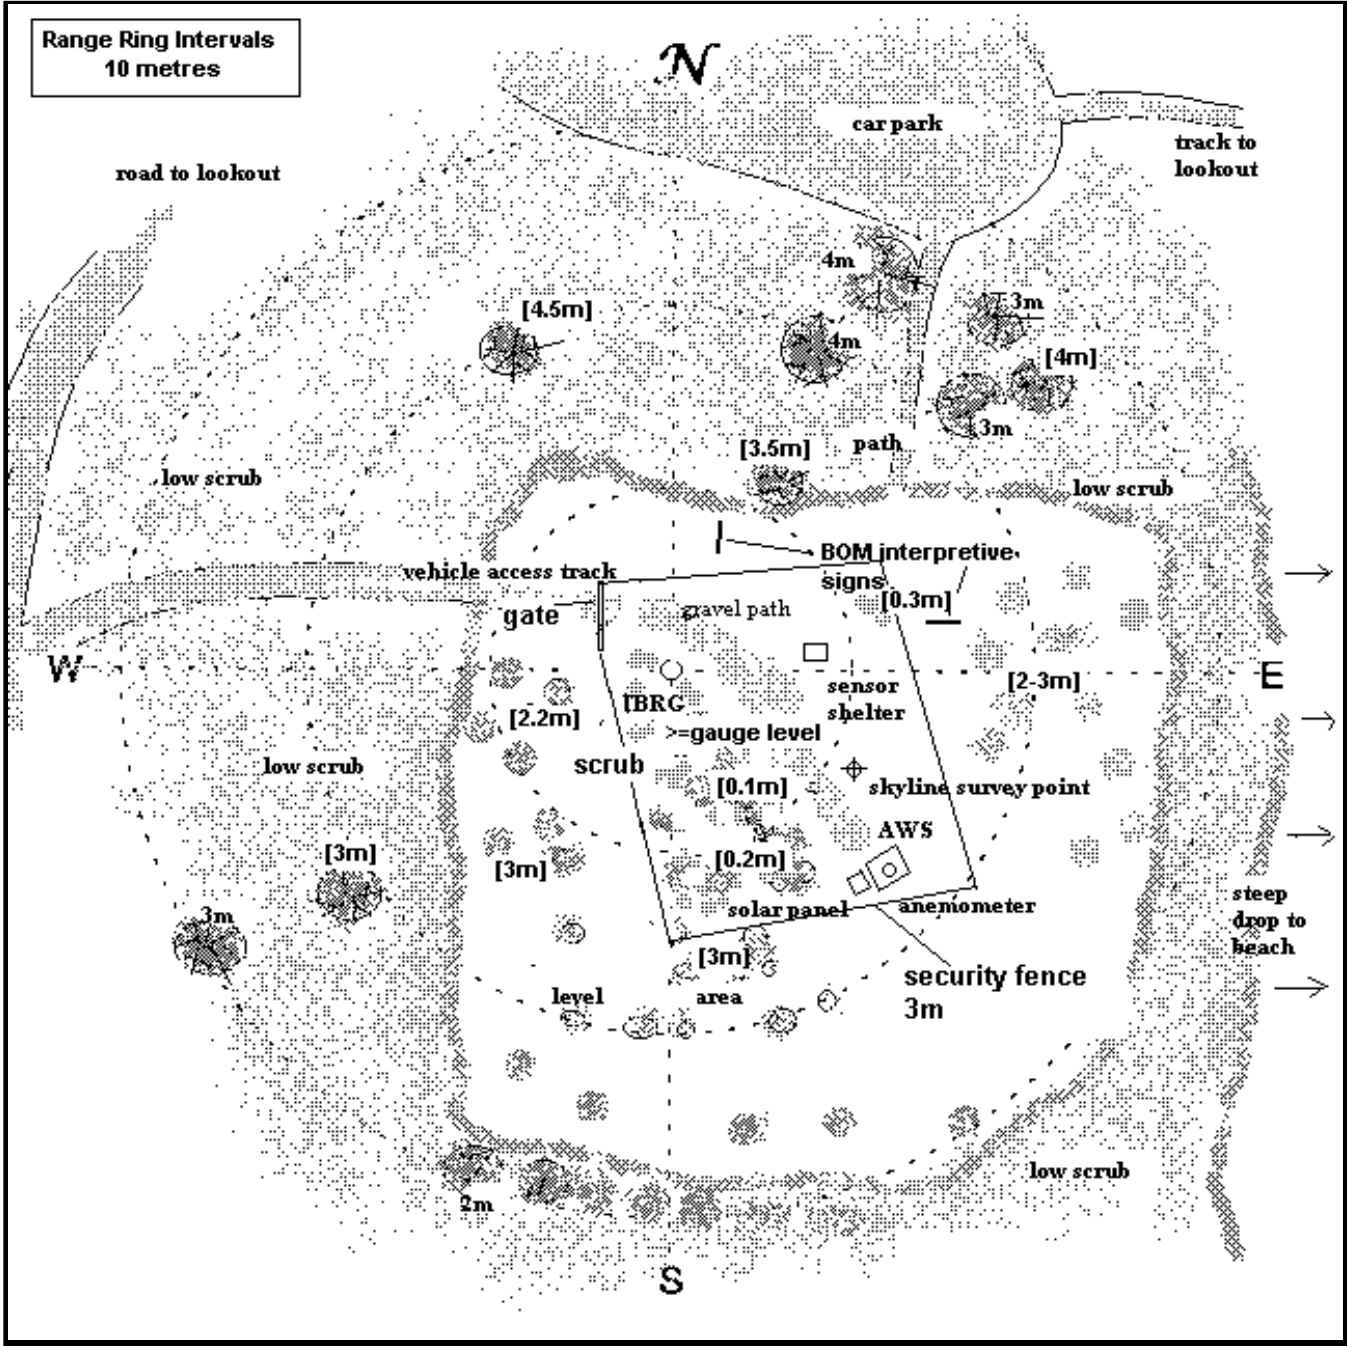 Range Ring Intervals
10 metres
N
car park
track to
lookout
road to lookout
4m
3m
[4.5m]
4m
[4m]
3m
[3.5m]
path
low scrub
low scrub
BOM interpretive
signs
vehicle access track
[0.3m]
gate
gravel path
W
E
sensor
shelter
[2-3m]
IBRG
[2.2m]
>=gauge level
scrub
low scrub
[0.1m]
skyline survey point
AWS
[3m]
[0.2m]
[3m]
3m
solar panel
anemometer
steep
drop to
beach
[3m]
security fence
3m
level
area
low scrub
2m
S